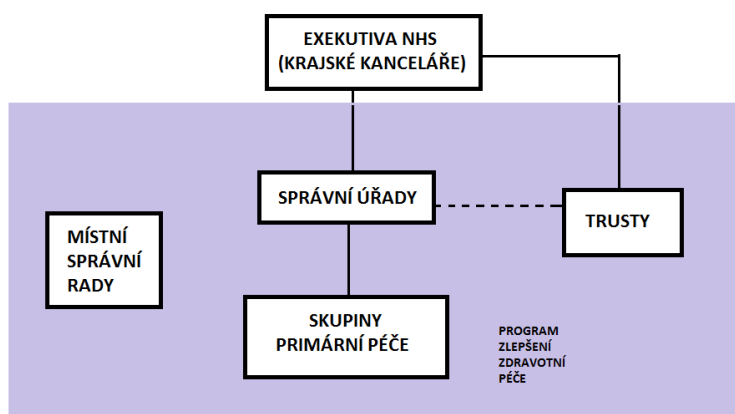 EXEKUTIVA NHS
(KRAJSKÉ KANCELÁŘE)
SPRÁVNÍ ÚŘADY
TRUSTY
MÍSTNÍ
SPRÁVNÍ
RADY
SKUPINY
PRIMÁRNÍ PÉČE
PROGRAM
ZLEPŠENÍ
ZDRAVOTNÍ
PÉČE